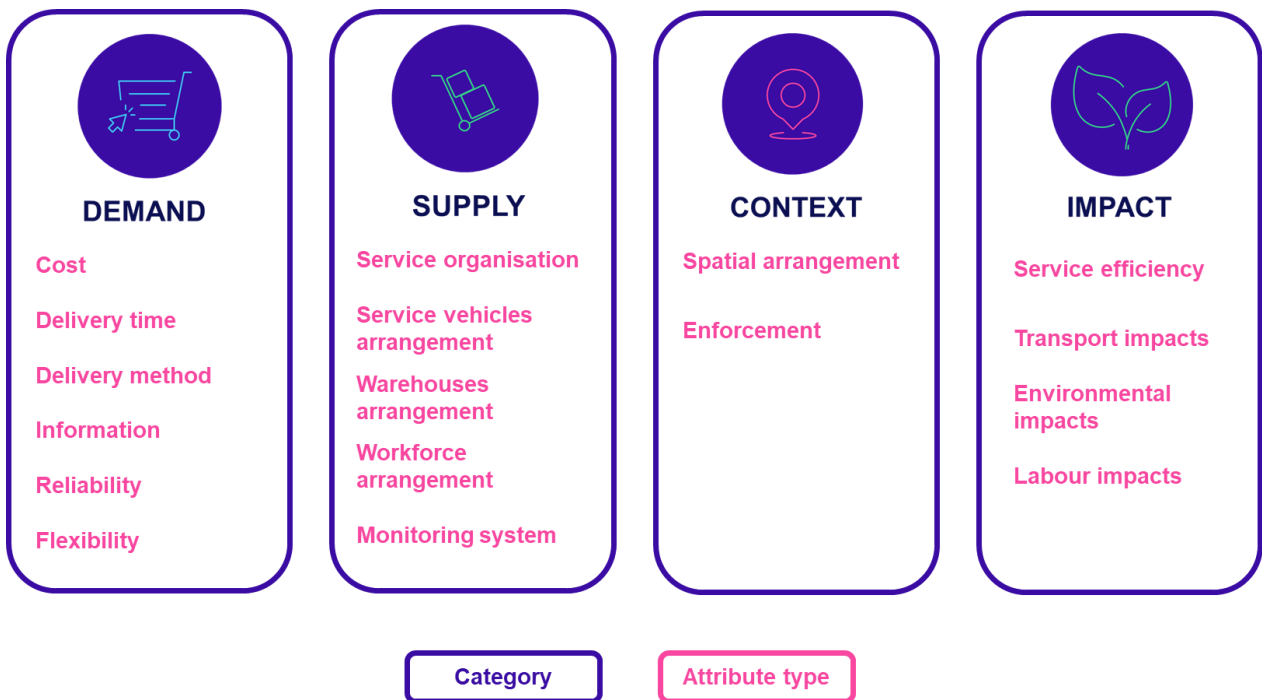 DEMAND
Cost
Delivery time
Delivery method
Information
Reliability
Flexibility
SUPPLY
Service organisation
Service vehicles
arrangement
Warehouses
arrangement
Workforce
arrangement
Monitoring system
CONTEXT
Spatial arrangement
Enforcement
IMPACT
Service efficiency
Transport impacts
Environmental
impacts
Labour impacts
Category
Attribute type